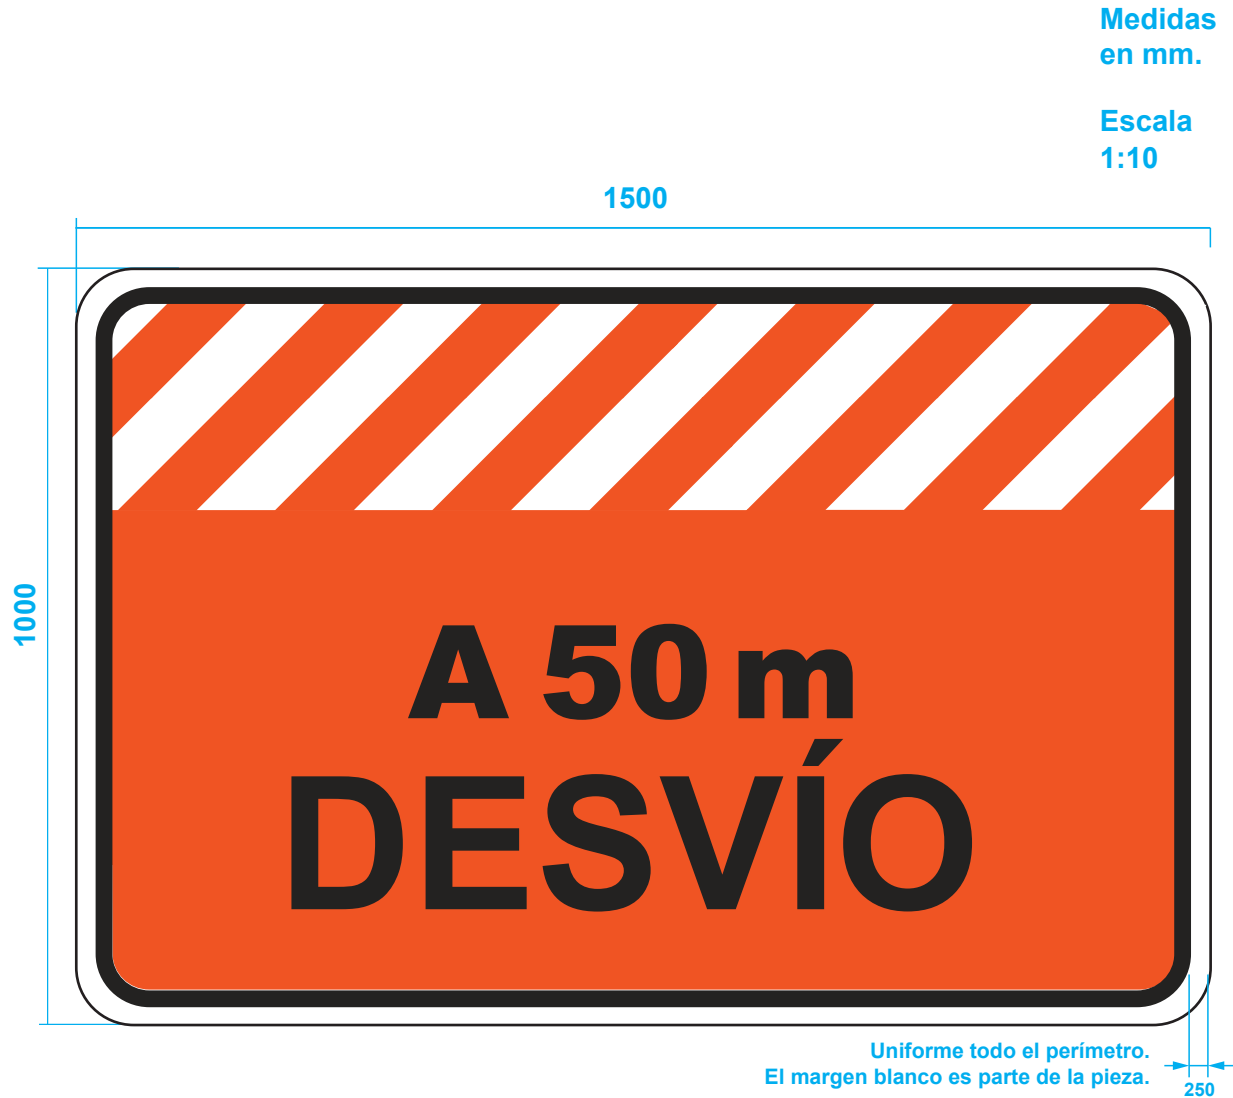 Medidas
en mm.
Escala
1:10
1500
1000
A 50 m
DESVÍO
Uniforme todo el perímetro.
El margen blanco es parte de la pieza.
250